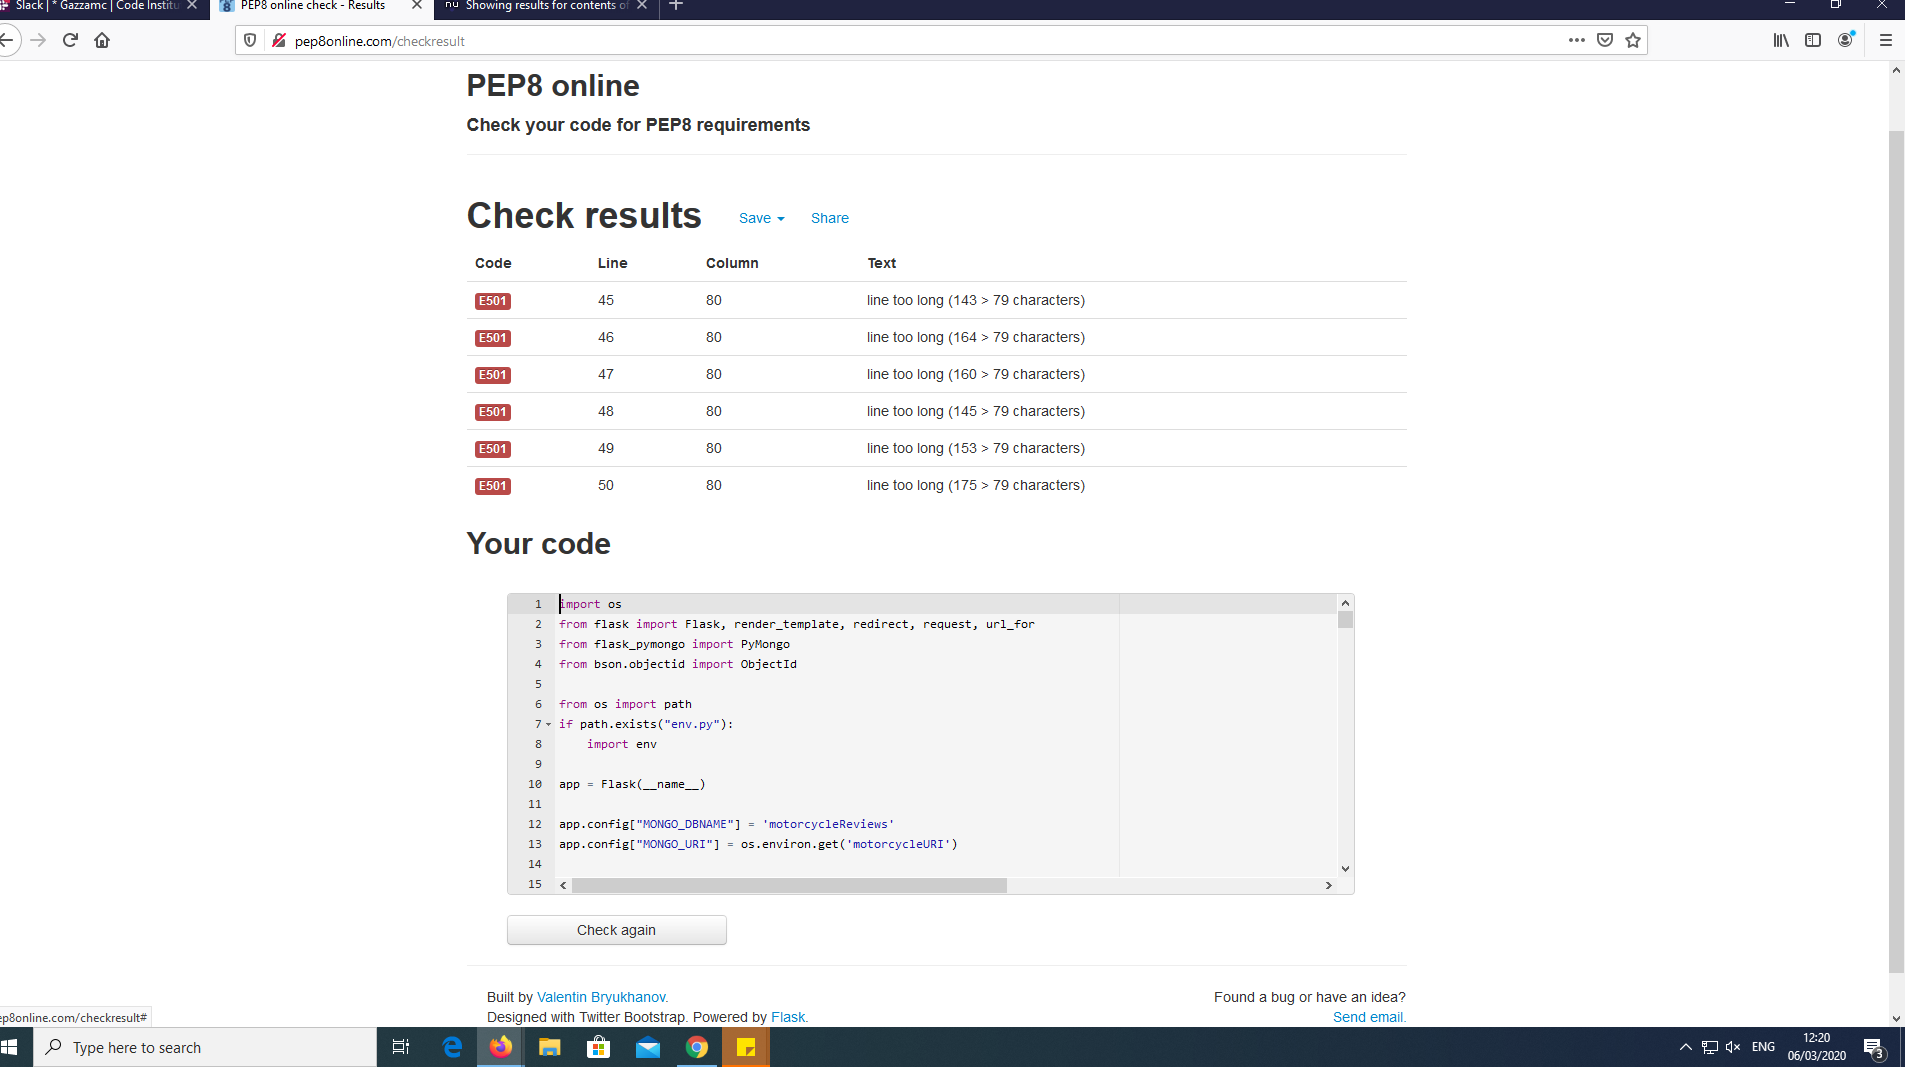 Slack | * Gazzamc | Code Institu
PEP8 online check - Results
Showing results for contents of
pep8online.com/checkresult
PEP8 online
Check your code for PEP8 requirements
Check results Save Share
Code Line Column Text
E501 45 80 line too long (143 > 79 characters)
E501 46 80 line too long (164 > 79 characters)
E501 47 80 line too long (160 > 79 characters)
E501 48 80 line too long (145 > 79 characters)
E501 49 80 line too long (153 > 79 characters)
E501 50 80 line too long (175 > 79 characters)
Your code
1 import os
2 from flask import Flask, render_template, redirect, request, url_for
3 from flask_pymongo import PyMongo
4 from bson.objectid import ObjectId
5
6 from os import path
7 if path.exists("env.py"):
8     import env
9
10 app = Flask(__name__)
11
12 app.config["MONGO_DBNAME"] = 'motorcycleReviews'
13 app.config["MONGO_URI"] = os.environ.get('motorcycleURI')
14
15
Check again
Built by Valentin Bryukhanov.
Designed with Twitter Bootstrap. Powered by Flask.
Found a bug or have an idea?
Send email.
ep8online.com/checkresult#
Type here to search
ENG
12:20
06/03/2020
3